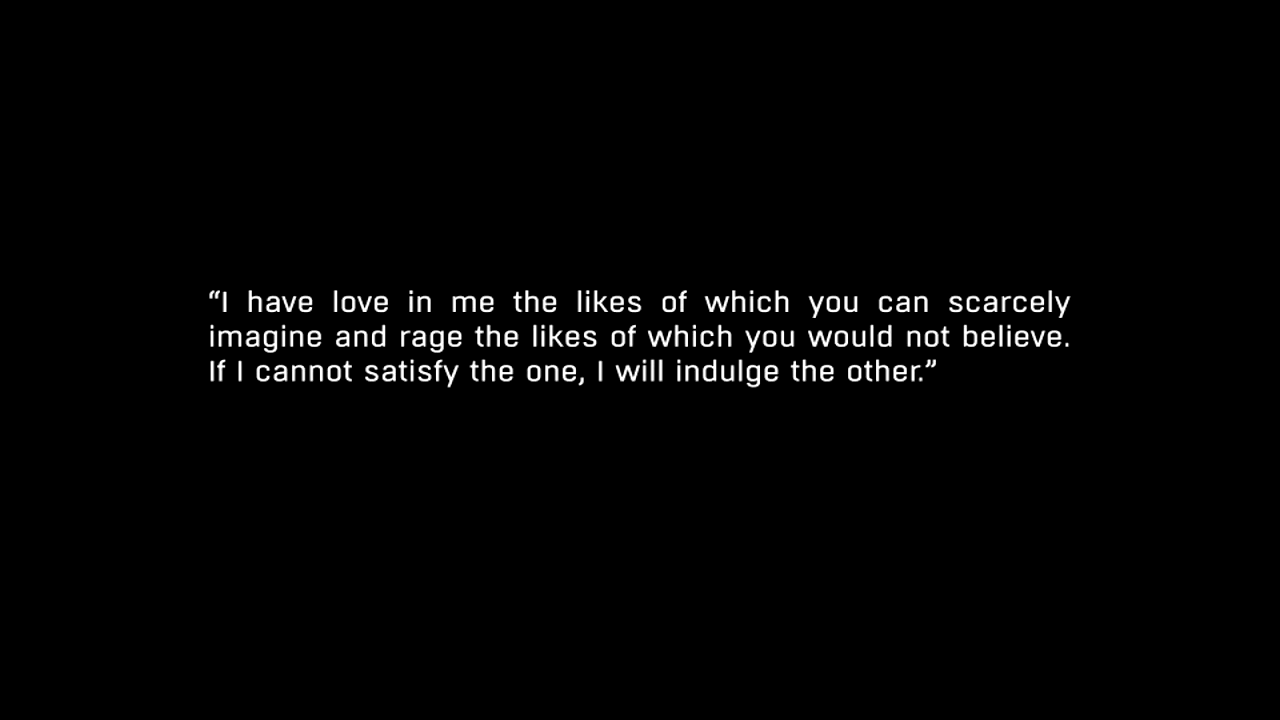 “I have love in me the likes of which you can scarcely
imagine and rage the likes of which you would not believe.
If I cannot satisfy the one, I will indulge the other.”